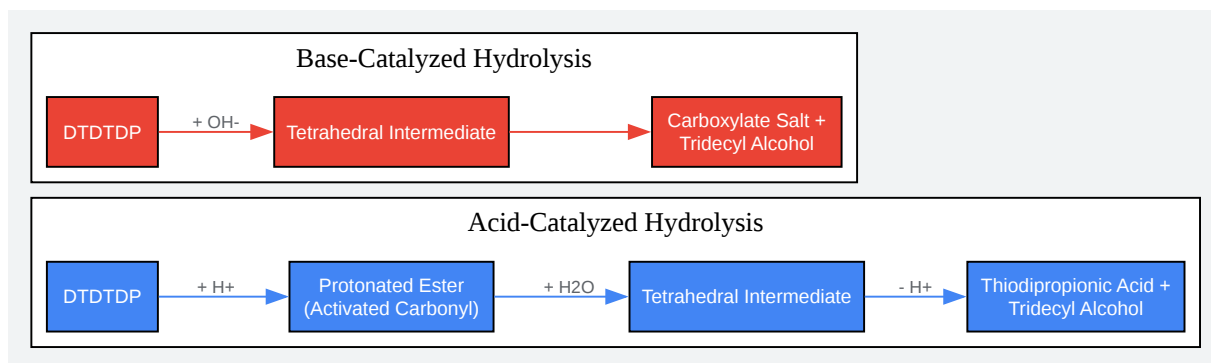 Base-Catalyzed Hydrolysis
DTDTDP
+ OH-
Tetrahedral Intermediate
Carboxylate Salt +
Tridecyl Alcohol
Acid-Catalyzed Hydrolysis
DTDTDP
+ H+
Protonated Ester
(Activated Carbonyl)
+ H2O
Tetrahedral Intermediate
- H+
Thiodipropionic Acid +
Tridecyl Alcohol